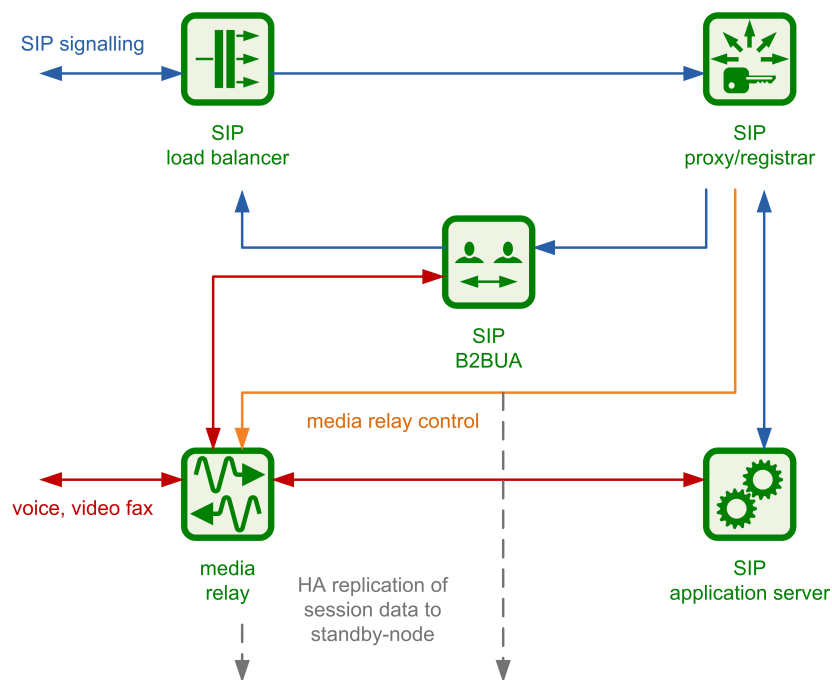 SIP signalling
SIP
load balancer
SIP
proxy/registrar
SIP
B2BUA
media relay control
voice, video fax
media
relay
HA replication of
session data to
standby-node
SIP
application server